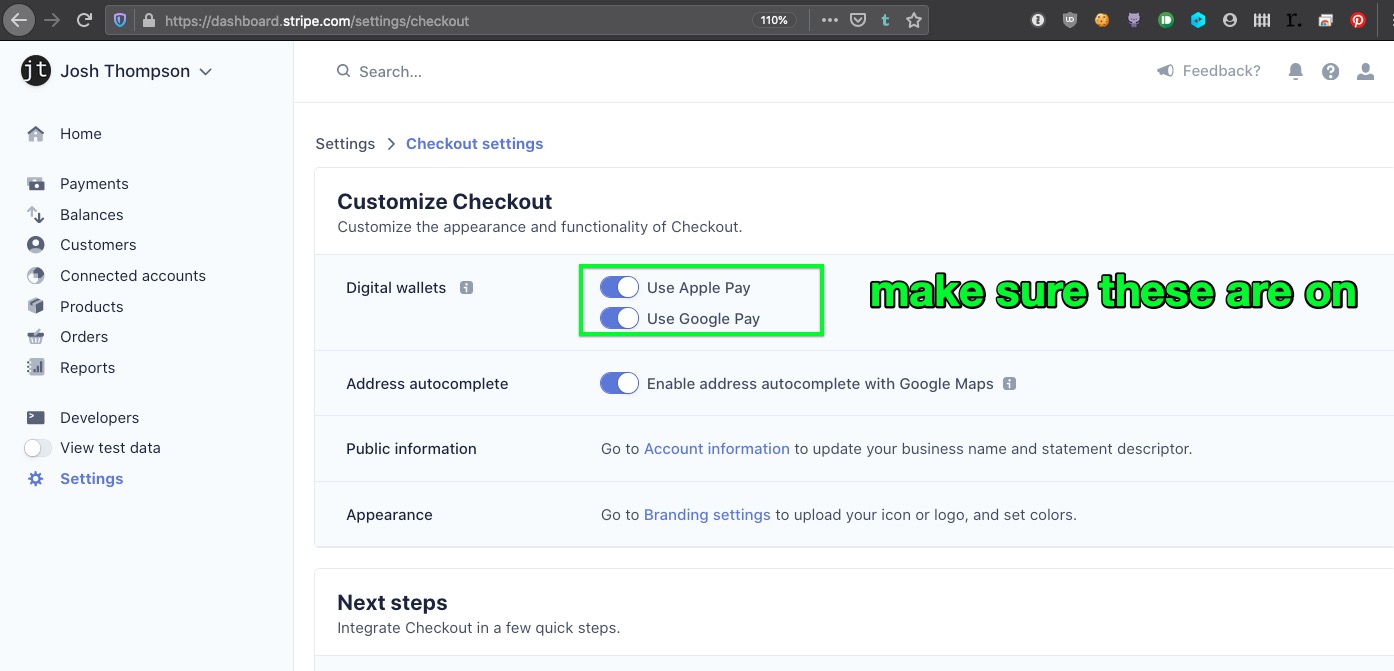 https://dashboard.stripe.com/settings/checkout
110%
jt
Josh Thompson
Search...
Feedback?
Home
Payments
Balances
Customers
Connected accounts
Products
Orders
Reports
Developers
View test data
Settings
Settings > Checkout settings
Customize Checkout
Customize the appearance and functionality of Checkout.
Digital wallets
Use Apple Pay
Use Google Pay
make sure these are on
Address autocomplete
Enable address autocomplete with Google Maps
Public information
Go to Account information to update your business name and statement descriptor.
Appearance
Go to Branding settings to upload your icon or logo, and set colors.
Next steps
Integrate Checkout in a few quick steps.